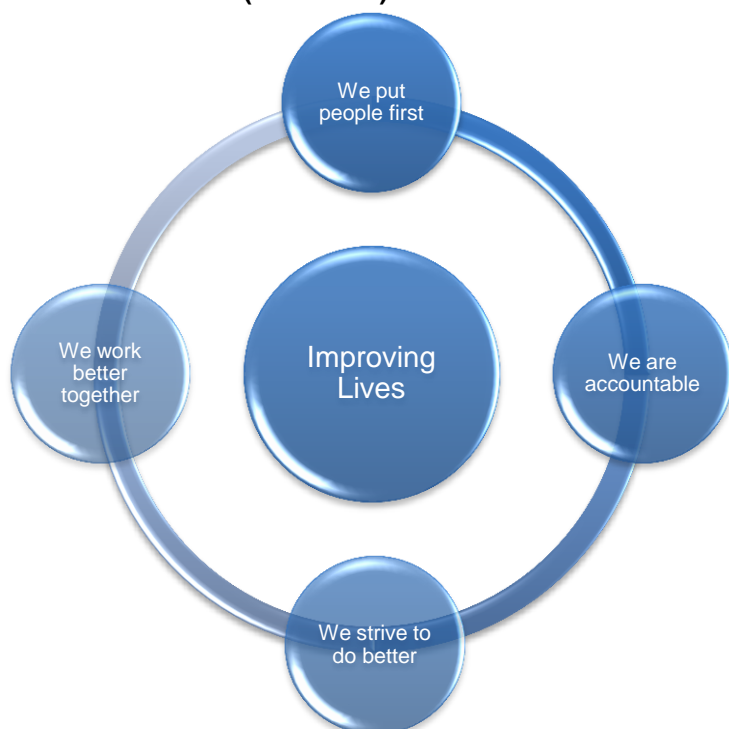 We put
people first
We work
better
together
Improving
Lives
We are
accountable
We strive to
do better